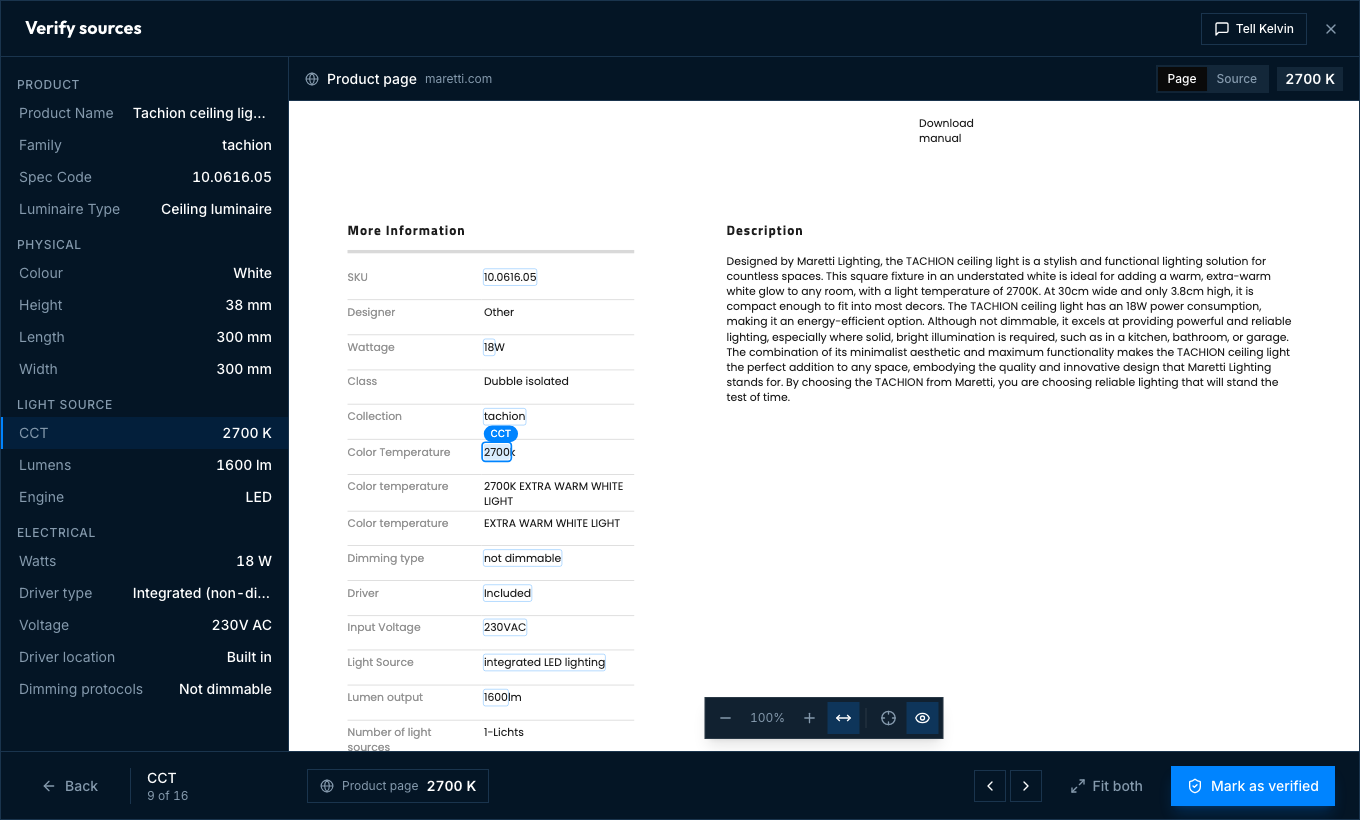 Verify sources
Tell Kelvin
PRODUCT
Product Name Tachion ceiling lig...
Family tachion
Spec Code 10.0616.05
Luminaire Type Ceiling luminaire
PHYSICAL
Colour White
Height 38 mm
Length 300 mm
Width 300 mm
LIGHT SOURCE
CCT 2700 K
Lumens 1600 lm
Engine LED
ELECTRICAL
Watts 18 W
Driver type Integrated (non-di...
Voltage 230V AC
Driver location Built in
Dimming protocols Not dimmable
Product page maretti.com
Page Source 2700 K
Download
manual
More Information
SKU 10.0616.05
Designer Other
Wattage 18W
Class Dubble isolated
Collection tachion
CCT
Color Temperature 2700k
Color temperature 2700K EXTRA WARM WHITE
LIGHT
Color temperature EXTRA WARM WHITE LIGHT
Dimming type not dimmable
Driver Included
Input Voltage 230VAC
Light Source integrated LED lighting
Lumen output 1600lm
Number of light 1-Lichts
sources
Description
Designed by Maretti Lighting, the TACHION ceiling light is a stylish and functional lighting solution for
countless spaces. This square fixture in an understated white is ideal for adding a warm, extra-warm
white glow to any room, with a light temperature of 2700K. At 30cm wide and only 3.8cm high, it is
compact enough to fit into most decors. The TACHION ceiling light has an 18W power consumption,
making it an energy-efficient option. Although not dimmable, it excels at providing powerful and reliable
lighting, especially where solid, bright illumination is required, such as in a kitchen, bathroom, or garage.
The combination of its minimalist aesthetic and maximum functionality makes the TACHION ceiling light
the perfect addition to any space, embodying the quality and innovative design that Maretti Lighting
stands for. By choosing the TACHION from Maretti, you are choosing reliable lighting that will stand the
test of time.
100%
Back
CCT
9 of 16
Product page 2700 K
Fit both
Mark as verified